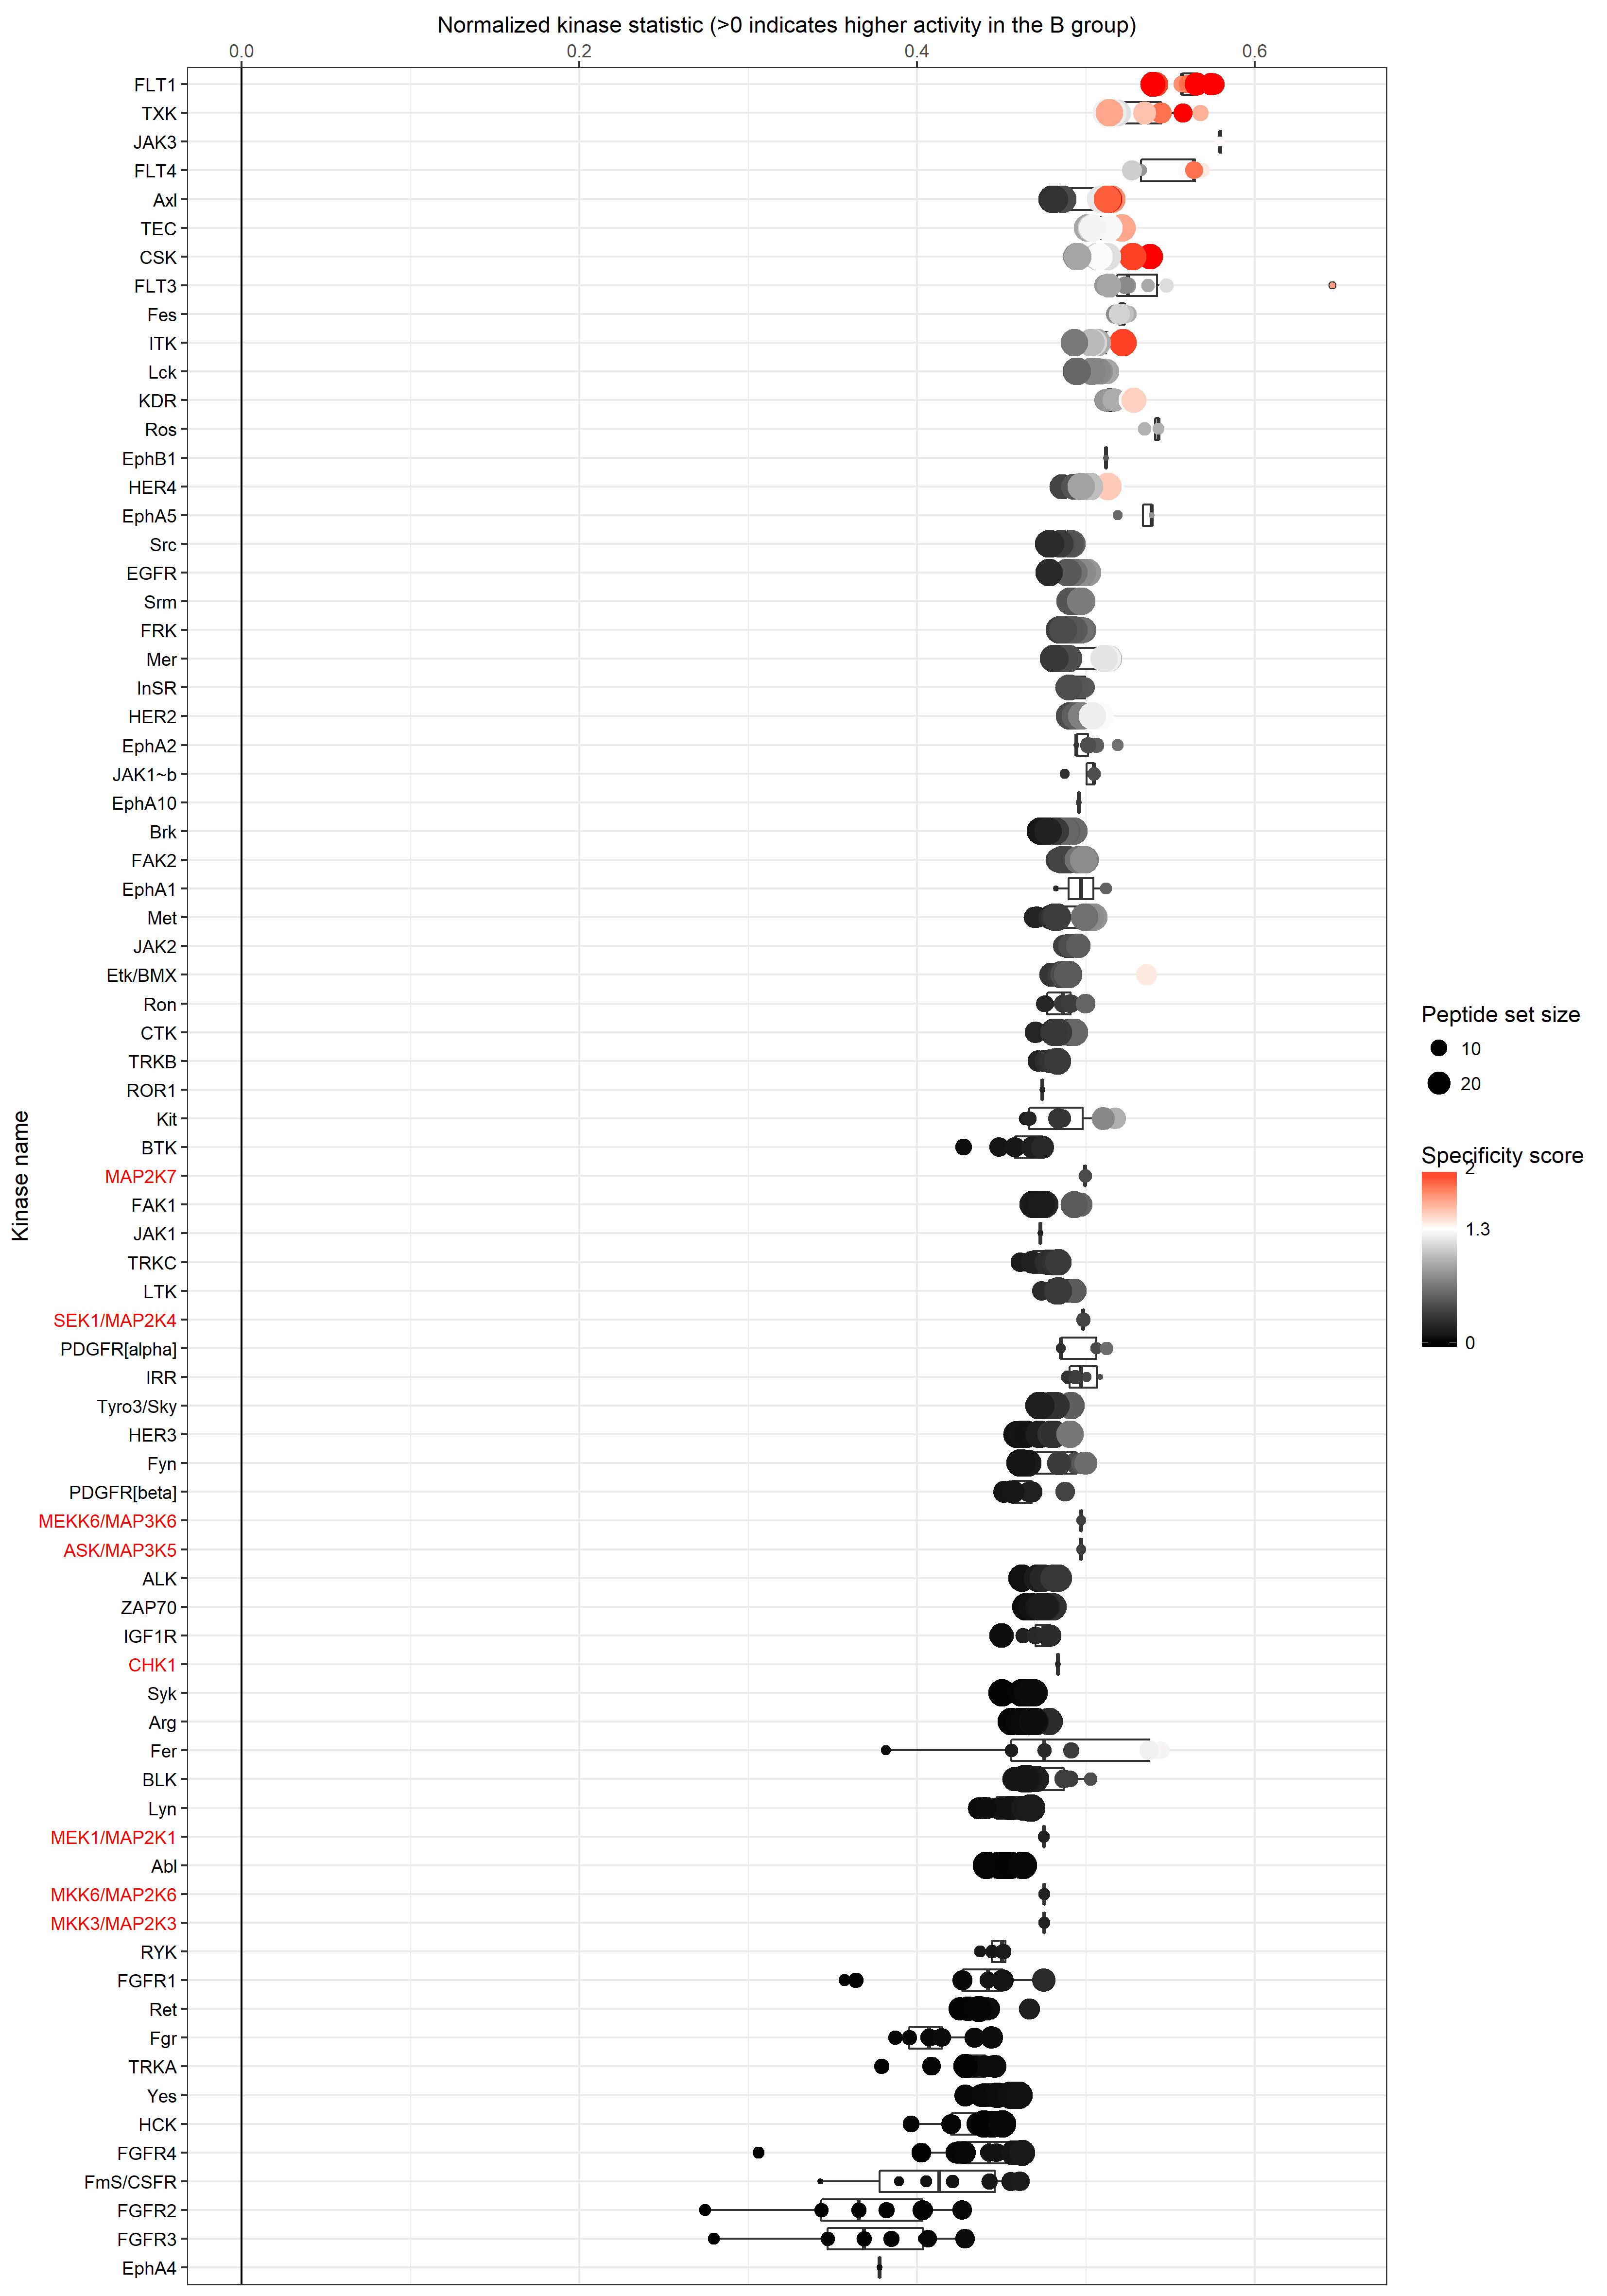 Normalized kinase statistic (>0 indicates higher activity in the B group)
0.0 0.2 0.4 0.6
FLT1
TXK
JAK3
FLT4
Axl
TEC
CSK
FLT3
Fes
ITK
Lck
KDR
Ros
EphB1
HER4
EphA5
Src
EGFR
Srm
FRK
Mer
InSR
HER2
EphA2
JAK1~b
EphA10
Brk
FAK2
EphA1
Met
JAK2
Etk/BMX
Ron
CTK
TRKB
ROR1
Kit
BTK
MAP2K7
FAK1
JAK1
TRKC
LTK
SEK1/MAP2K4
PDGFR[alpha]
IRR
Tyro3/Sky
HER3
Fyn
PDGFR[beta]
MEKK6/MAP3K6
ASK/MAP3K5
ALK
ZAP70
IGF1R
CHK1
Syk
Arg
Fer
BLK
Lyn
MEK1/MAP2K1
Abl
MKK6/MAP2K6
MKK3/MAP2K3
RYK
FGFR1
Ret
Fgr
TRKA
Yes
HCK
FGFR4
FmS/CSFR
FGFR2
FGFR3
EphA4
Kinase name
Peptide set size
10
20
Specificity score
2
1.3
0